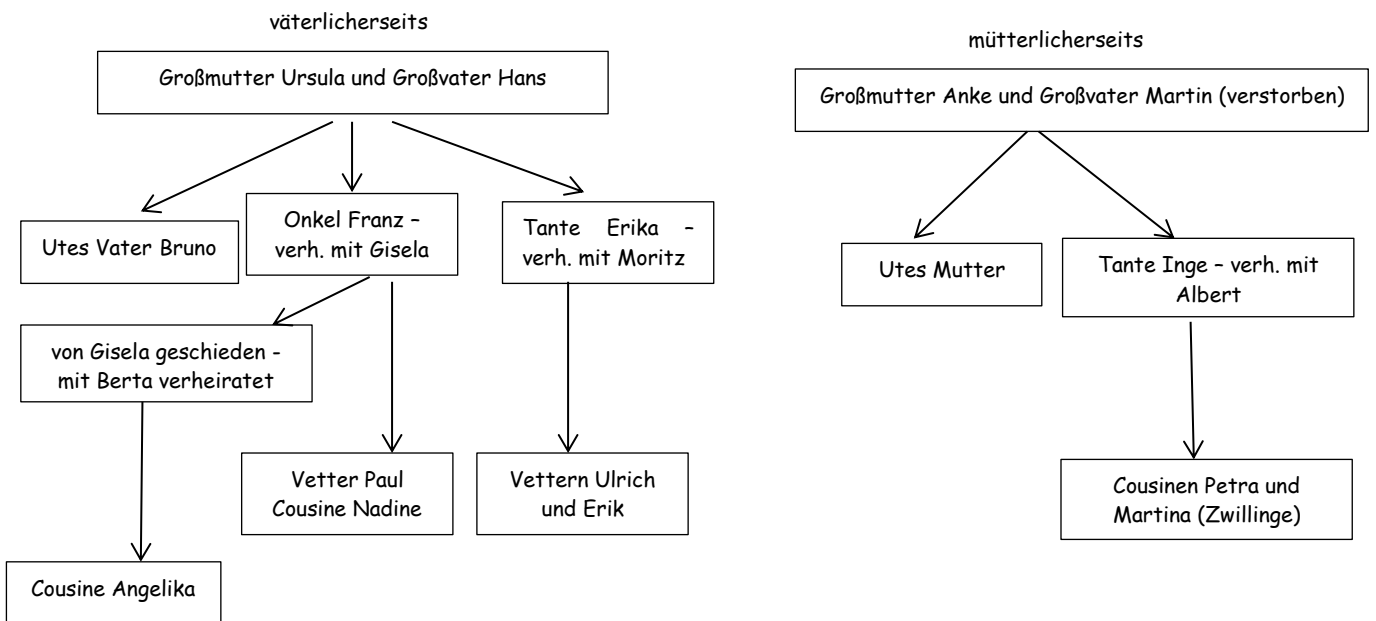 väterlicherseits
Großmutter Ursula und Großvater Hans
Utes Vater Bruno
Onkel Franz –
verh. mit Gisela
Tante Erika –
verh. mit Moritz
von Gisela geschieden -
mit Berta verheiratet
Vetter Paul
Cousine Nadine
Vettern Ulrich
und Erik
Cousine Angelika
mütterlicherseits
Großmutter Anke und Großvater Martin (verstorben)
Utes Mutter
Tante Inge – verh. mit
Albert
Cousinen Petra und
Martina (Zwillinge)